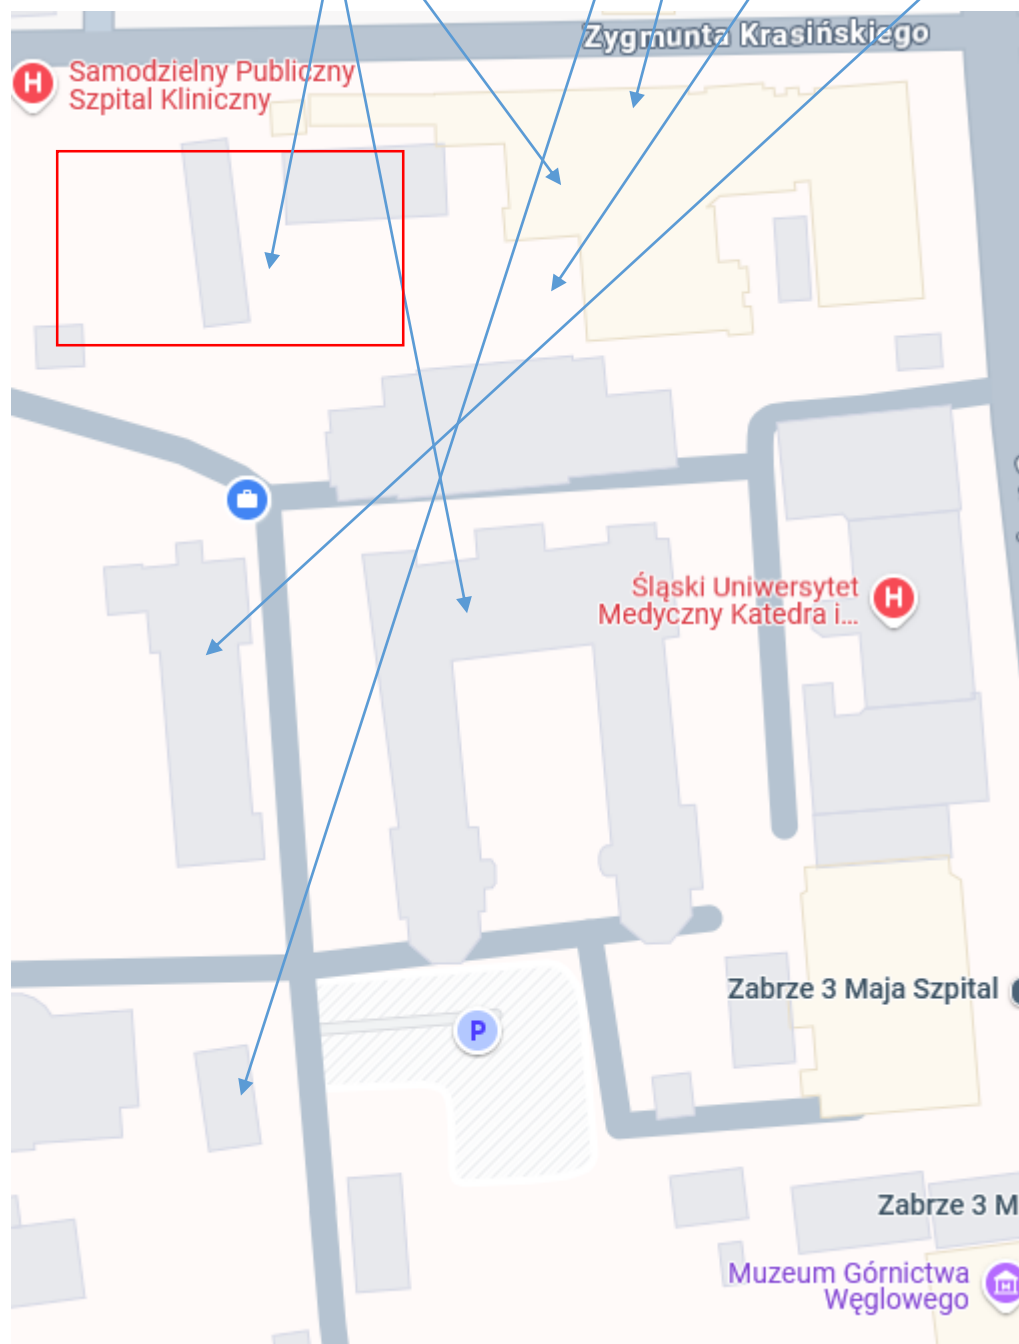 Zygmunta Krasińskiego
H
Samodzielny Publiczny
Szpital Kliniczny
Śląski Uniwersytet
Medyczny Katedra i...
H
Zabrze 3 Maja Szpital
P
Zabrze 3 M
Muzeum Górnictwa
Węglowego